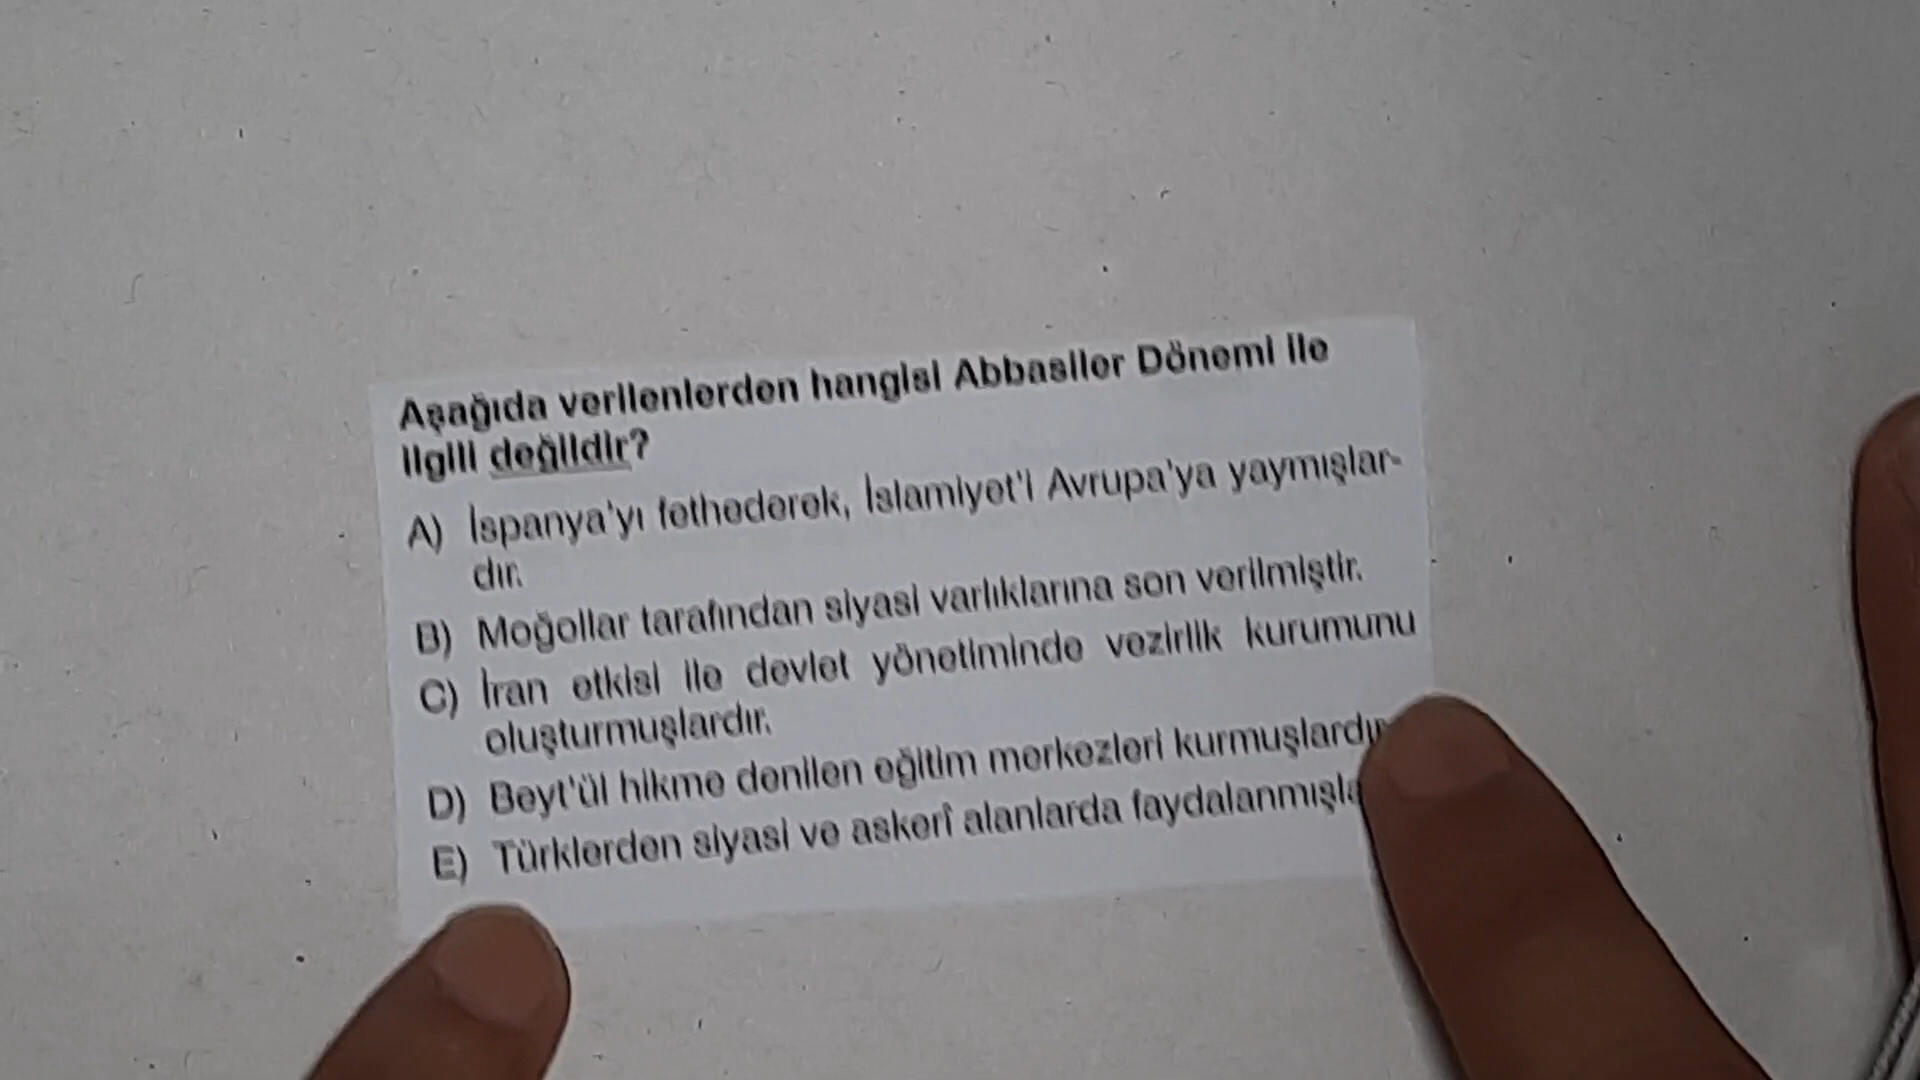 Aşağıda verilenlerden hangisi Abbasiler Dönemi ile
ilgili değildir?
A) İspanya'yı fethederek, İslamiyet'i Avrupa'ya yaymışlar-
dır.
B) Moğollar tarafından siyasi varlıklarına son verilmiştir.
C) İran etkisi ile devlet yönetiminde vezirlik kurumunu
oluşturmuşlardır.
D) Beyt'ül hikme denilen eğitim merkezleri kurmuşlardır
E) Türklerden siyasi ve askerî alanlarda